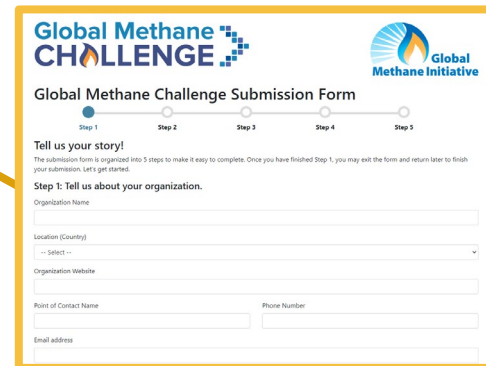 Global Methane
CHALLENGE
Global
Methane Initiative
Global Methane Challenge Submission Form
Step 1 Step 2 Step 3 Step 4 Step 5
Tell us your story!
The submission form is organized into 5 steps to make it easy to complete. Once you have finished Step 1, you may exit the form and return later to finish
your submission. Let's get started.
Step 1: Tell us about your organization.
Organization Name
Location (Country)
-- Select --
Organization Website
Point of Contact Name Phone Number
Email address